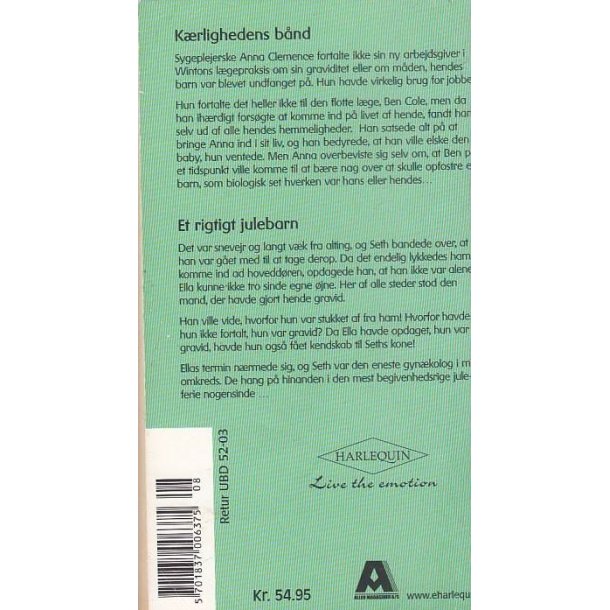 Kærlighedens bånd
Sygeplejerske Anna Clemence fortalte ikke sin ny arbejdsgiver i
Wintons lægepraksis om sin graviditet eller om måden, hendes
barn var blevet undfanget på. Hun havde virkelig brug for jobbe
Hun fortalte det heller ikke til den flotte læge, Ben Cole, men da
han ihærdigt forsøgte at komme ind på livet af hende, fandt han
selv ud af alle hendes hemmeligheder. Han satsede alt på at
bringe Anna ind i sit liv, og han bedyrede, at han ville elske den
baby, hun ventede. Men Anna overbeviste sig selv om, at Ben p
et tidspunkt ville komme til at bære nag over at skulle opfostre e
barn, som biologisk set hverken var hans eller hendes...
Et rigtigt julebarn
Det var snevejr og langt væk fra alting, og Seth bandede over, at
han var gået med til at tage derop. Da det endelig lykkedes ham
komme ind ad hoveddøren, opdagede han, at han ikke var alene
Ella kunne ikke tro sinde egne øjne. Her af alle steder stod den
mand, der havde gjort hende gravid.
Han ville vide, hvorfor hun var stukket af fra ham! Hvorfor havde
hun ikke fortalt, hun var gravid? Da Ella havde opdaget, hun var
gravid, havde hun også fået kendskab til Seths kone!
Ellas termin nærmede sig, og Seth var den eneste gynækolog i m
omkreds. De hang på hinanden i den mest begivenhedsrige jule-
ferie nogensinde ...
HARLEQUIN
Live the emotion
Retur UBD 52-03
08
5 701837 006375
Kr. 54.95
ALLER MAGASINER A/S
www.eharlequ